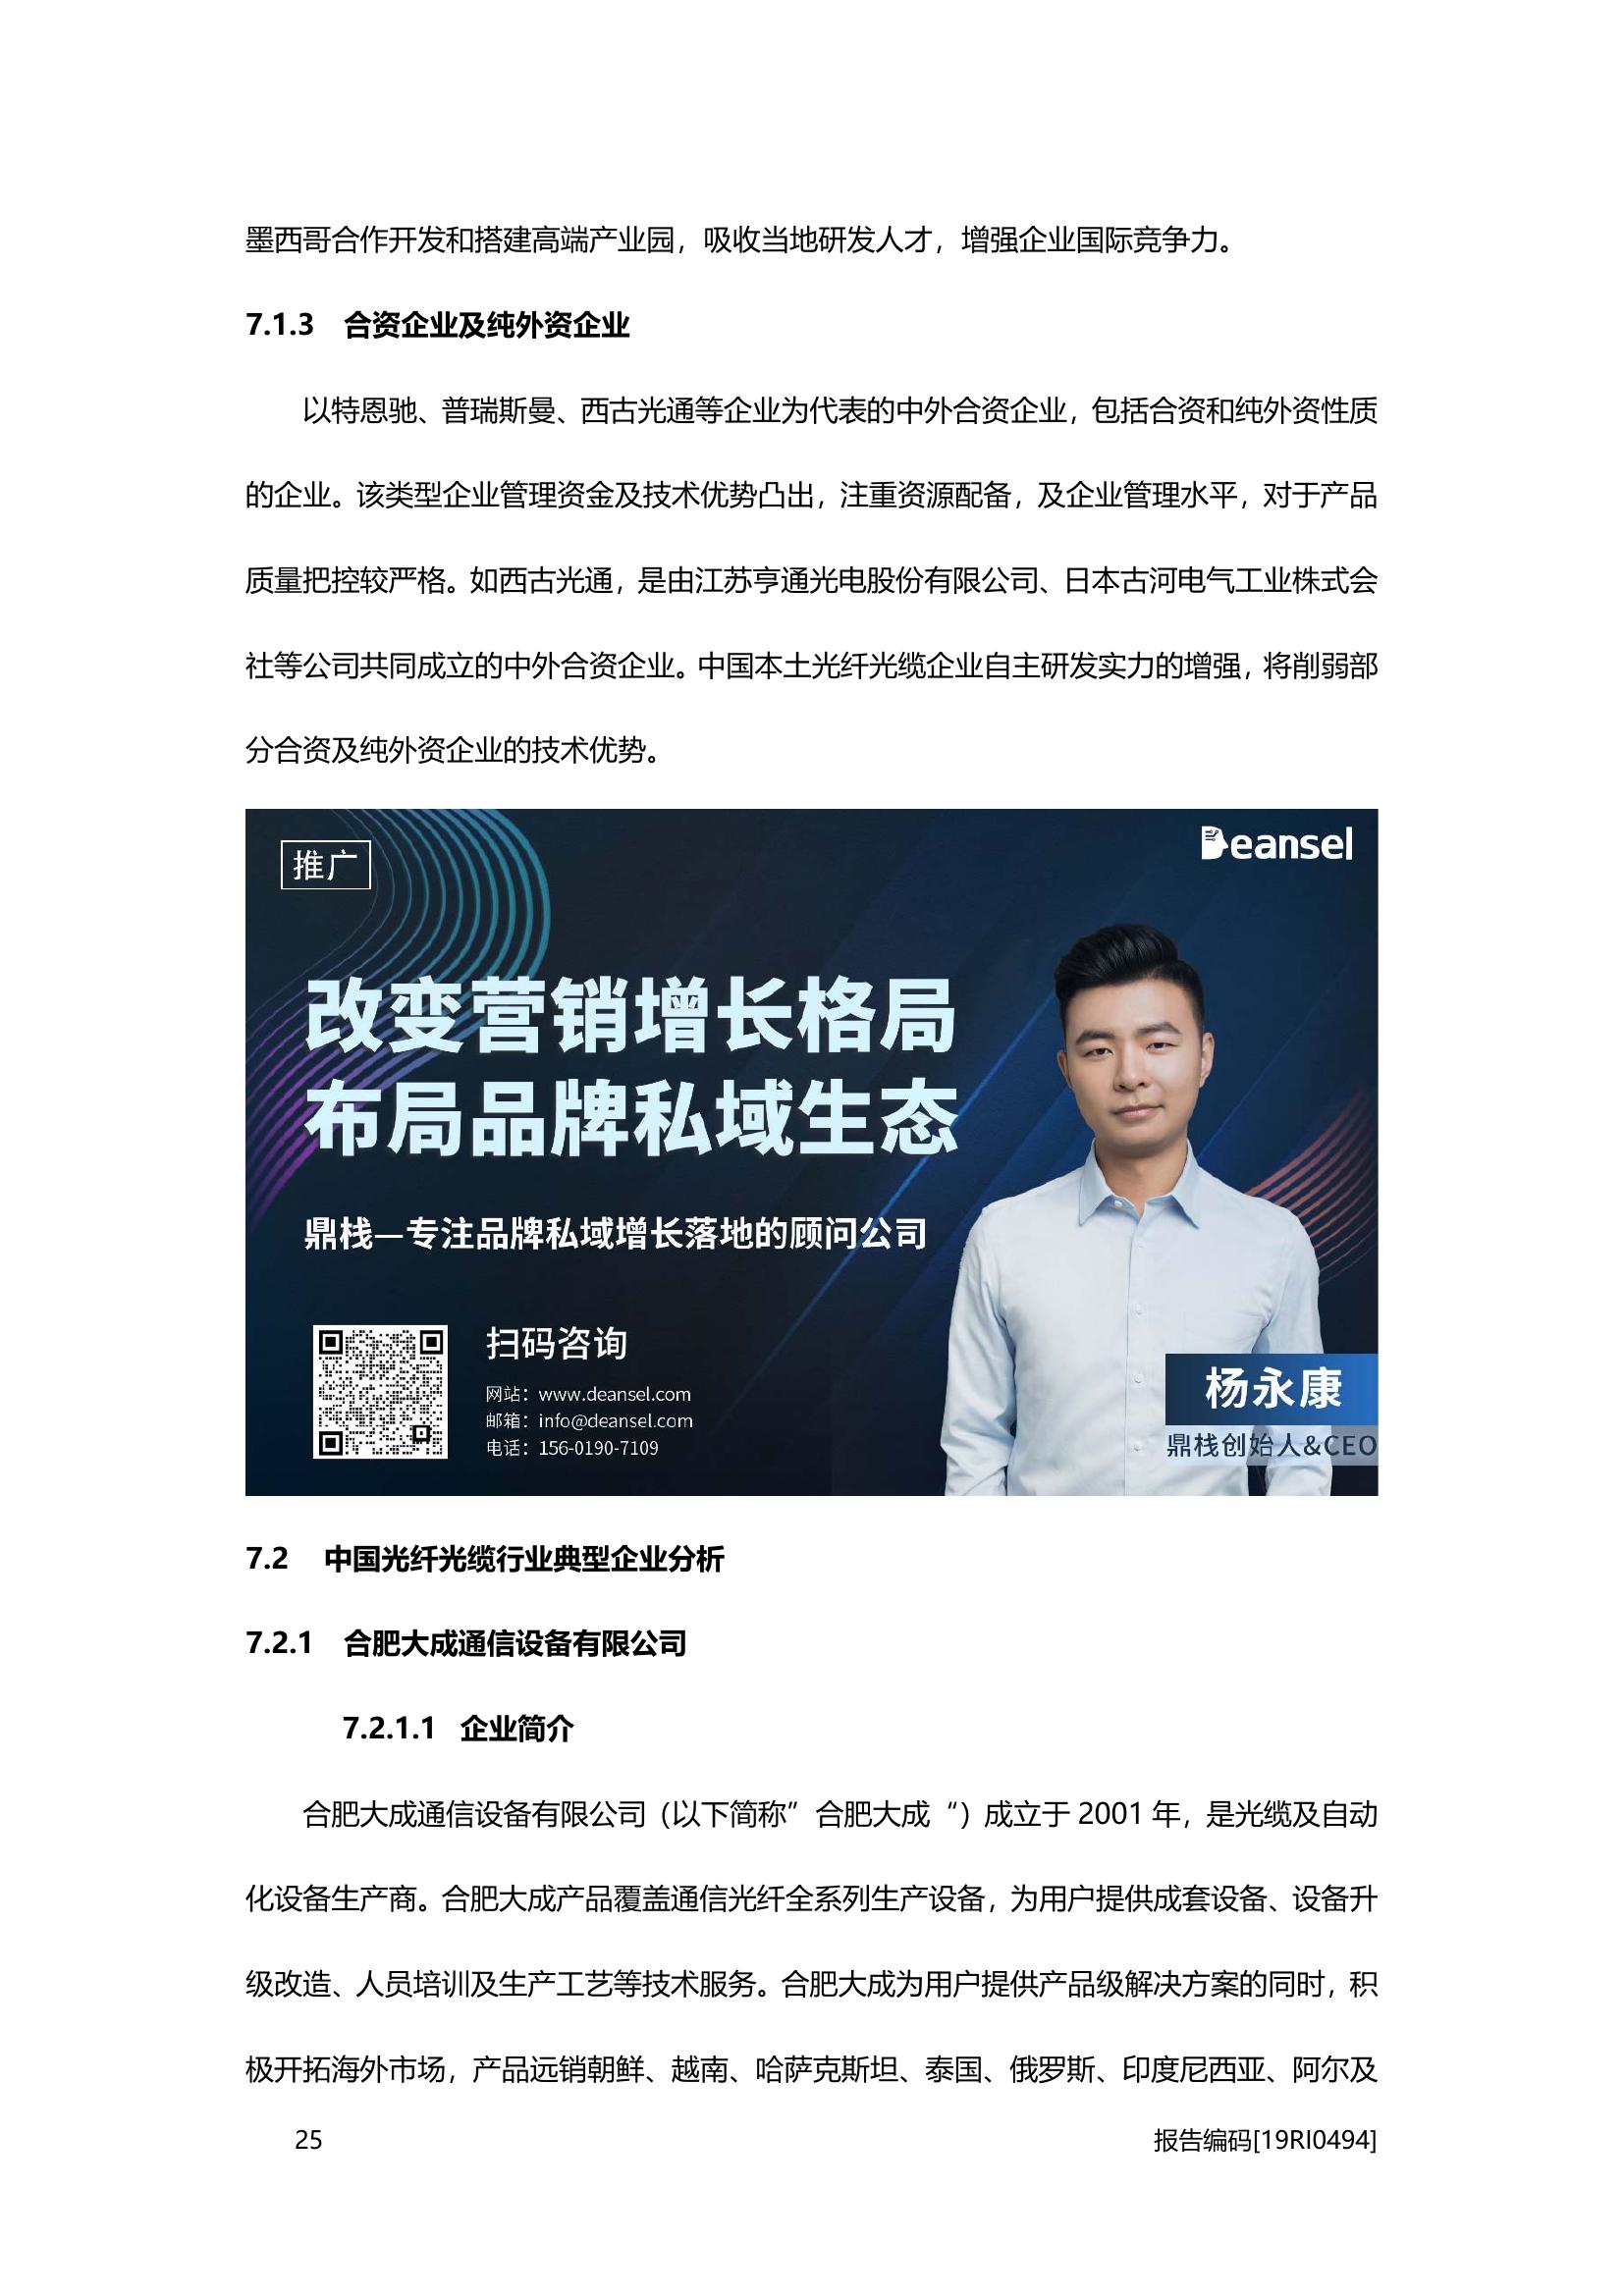 墨西哥合作开发和搭建高端产业园，吸收当地研发人才，增强企业国际竞争力。
7.1.3 合资企业及纯外资企业
以特恩驰、普瑞斯曼、西古光通等企业为代表的中外合资企业，包括合资和纯外资性质
的企业。该类型企业管理资金及技术优势凸出，注重资源配备，及企业管理水平，对于产品
质量把控较严格。如西古光通，是由江苏亨通光电股份有限公司、日本古河电气工业株式会
社等公司共同成立的中外合资企业。中国本土光纤光缆企业自主研发实力的增强，将削弱部
分合资及纯外资企业的技术优势。
推广
Deansel
改变营销增长格局
布局品牌私域生态
鼎栈—专注品牌私域增长落地的顾问公司
扫码咨询
网站：www.deansel.com
邮箱：info@deansel.com
电话：156-0190-7109
杨永康
鼎栈创始人&CEO
7.2 中国光纤光缆行业典型企业分析
7.2.1 合肥大成通信设备有限公司
7.2.1.1 企业简介
合肥大成通信设备有限公司（以下简称”合肥大成“）成立于 2001 年，是光缆及自动
化设备生产商。合肥大成产品覆盖通信光纤全系列生产设备，为用户提供成套设备、设备升
级改造、人员培训及生产工艺等技术服务。合肥大成为用户提供产品级解决方案的同时，积
极开拓海外市场，产品远销朝鲜、越南、哈萨克斯坦、泰国、俄罗斯、印度尼西亚、阿尔及
25
报告编码[19RI0494]